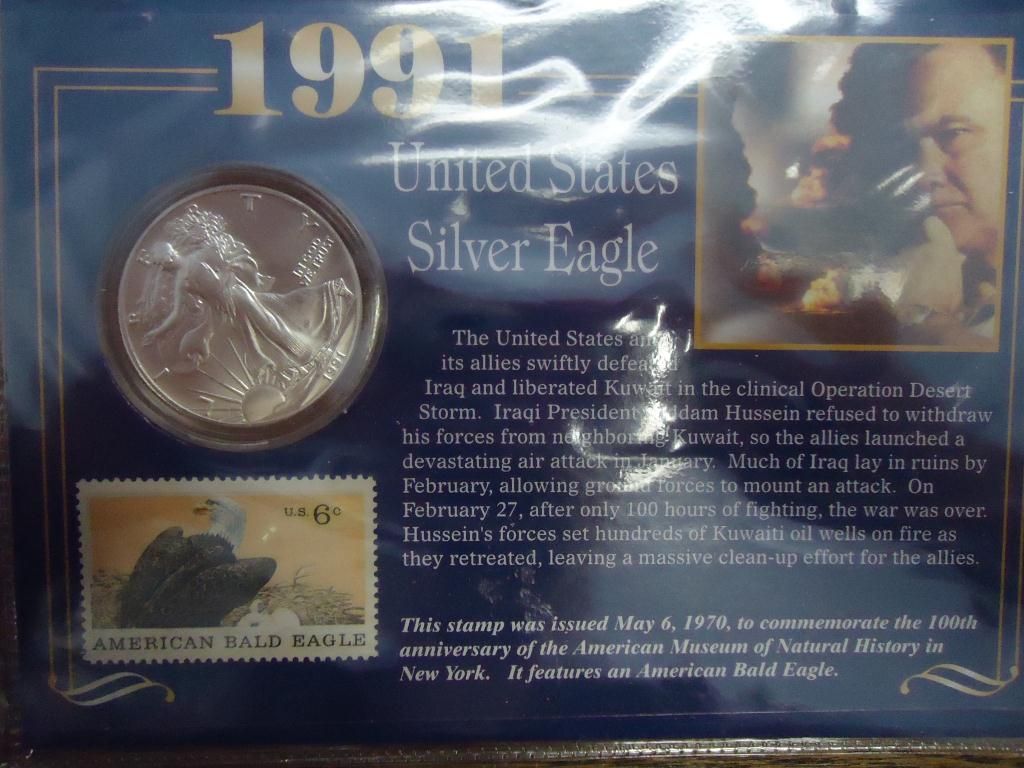 1991
United States
Silver Eagle
The United States
its allies swiftly
Iraq and liberated Kuwait in the clinical Operation Desert
Storm. Iraqi President Hussein refused to withdraw
his forces from neighboring Kuwait, so the allies launched a
devastating air attack in January. Much of Iraq lay in ruins by
February, allowing ground forces to mount an attack. On
February 27, after only 100 hours of fighting, the war was over.
Hussein's forces set hundreds of Kuwaiti oil wells on fire as
they retreated, leaving a massive clean-up effort for the allies.
This stamp was issued May 6, 1970, to commemorate the 100th
anniversary of the American Museum of Natural History in
New York. It features an American Bald Eagle.
T Y
IN GOD
WE TRUST
1991
U.S. 6c
AMERICAN BALD EAGLE